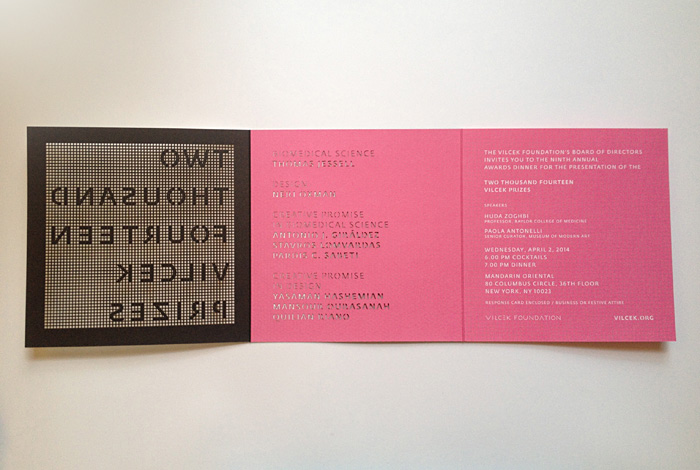 TWO
THOUSAND
FOURTEEN
VILCEK
PRIZES
BIOMEDICAL SCIENCE
THOMAS JESSELL
DESIGN
NERI OXMAN
CREATIVE PROMISE
IN BIOMEDICAL SCIENCE
ANTONIO J. GIRÁLDEZ
STAVROS LOMVARDAS
PARDIS C. SABETI
CREATIVE PROMISE
IN DESIGN
YASAMAN HASHEMIAN
MANSOUR OURASANAH
QUILIAN RIANO
THE VILCEK FOUNDATION'S BOARD OF DIRECTORS
INVITES YOU TO THE NINTH ANNUAL
AWARDS DINNER FOR THE PRESENTATION OF THE
TWO THOUSAND FOURTEEN
VILCEK PRIZES
SPEAKERS
HUDA ZOGHBI
PROFESSOR, BAYLOR COLLEGE OF MEDICINE
PAOLA ANTONELLI
SENIOR CURATOR, MUSEUM OF MODERN ART
WEDNESDAY, APRIL 2, 2014
6:00 PM COCKTAILS
7:00 PM DINNER
MANDARIN ORIENTAL
80 COLUMBUS CIRCLE, 36TH FLOOR
NEW YORK, NY 10023
RESPONSE CARD ENCLOSED / BUSINESS OR FESTIVE ATTIRE
VILCEK FOUNDATION
VILCEK.ORG